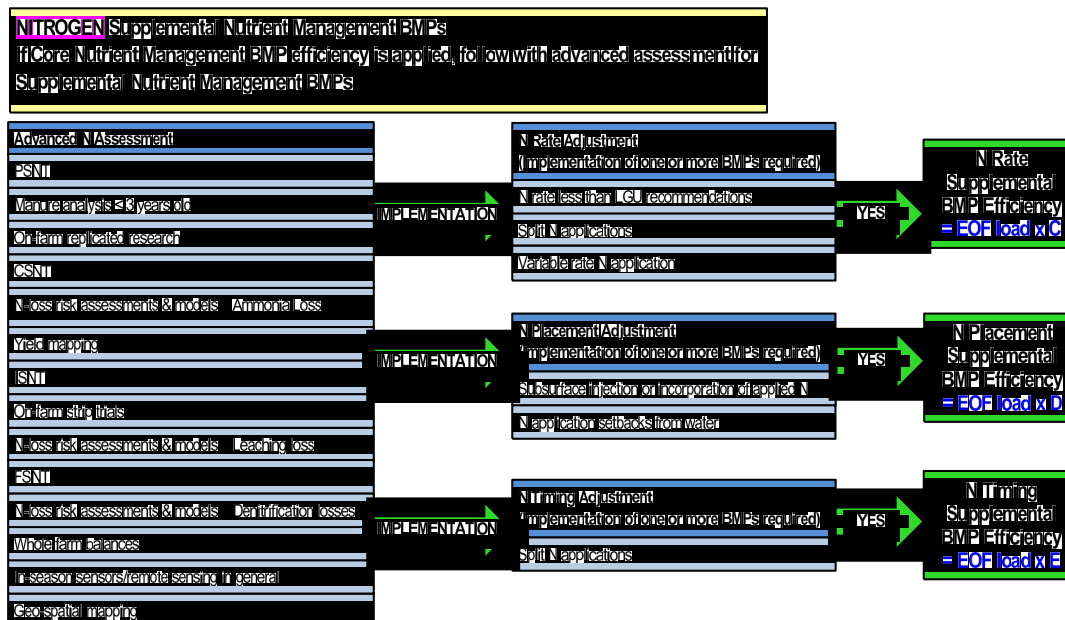 NITROGEN Supplemental Nutrient Management BMPs
If Core Nutrient Management BMP efficiency is applied, follow with advanced assessment for
Supplemental Nutrient Management BMPs
Advanced N Assessment
PSNT
Manure analysis < 3 years old
On-farm replicated research
CSNT
N-loss risk assessments & models Ammonia Loss
Yield mapping
ISNT
On-farm strip trials
N-loss risk assessments & models Leaching loss
FSNT
N-loss risk assessments & models Denitrification losses
Whole farm balances
In-season sensors/remote sensing in general
Geo-spatial mapping
IMPLEMENTATION
N Rate Adjustment
(Implementation of one or more BMPs required)
N rate less than LGU recommendations
Split N applications
Variable rate N application
YES
N Rate
Supplemental
BMP Efficiency
= EOF load x C
IMPLEMENTATION
N Placement Adjustment
(Implementation of one or more BMPs required)
Subsurface injection or incorporation of applied N
N application setbacks from water
YES
N Placement
Supplemental
BMP Efficiency
= EOF load x D
IMPLEMENTATION
N Timing Adjustment
(Implementation of one or more BMPs required)
Split N applications
YES
N Timing
Supplemental
BMP Efficiency
= EOF load x E